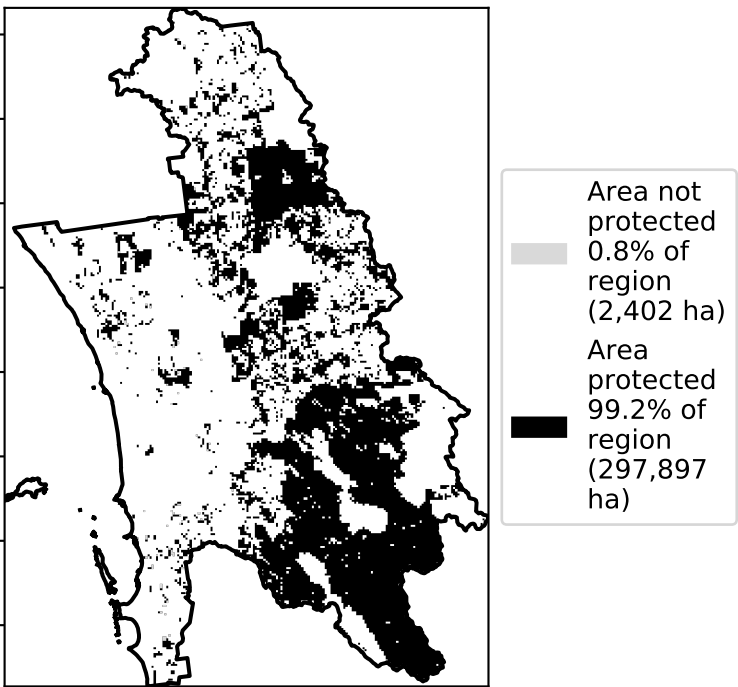 Area not
protected
0.8% of
region
(2,402 ha)
Area
protected
99.2% of
region
(297,897
ha)